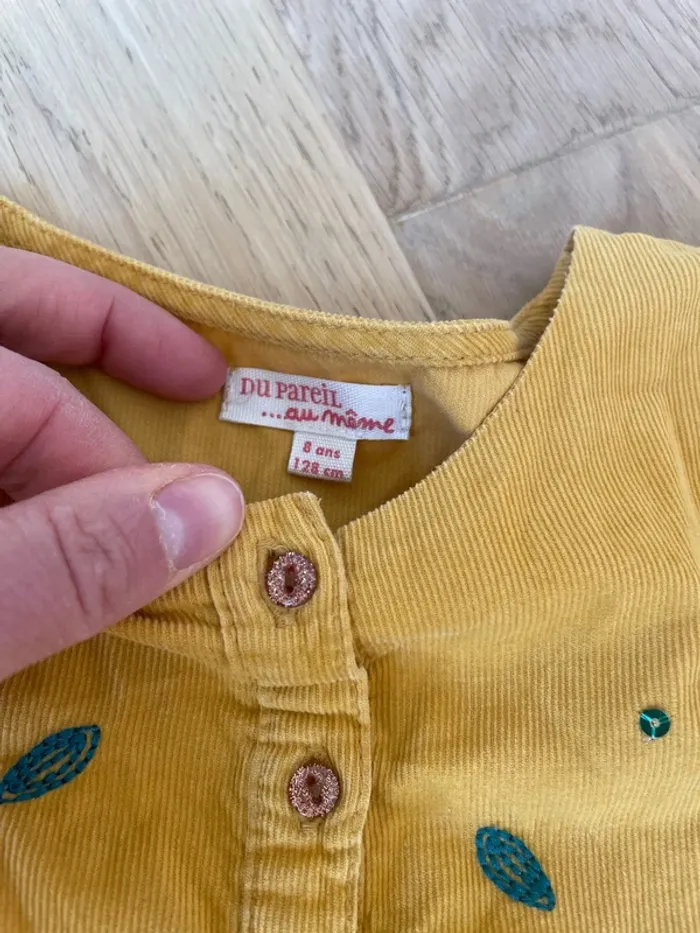 DU PAREIL
...au même
8 ans
128 cm